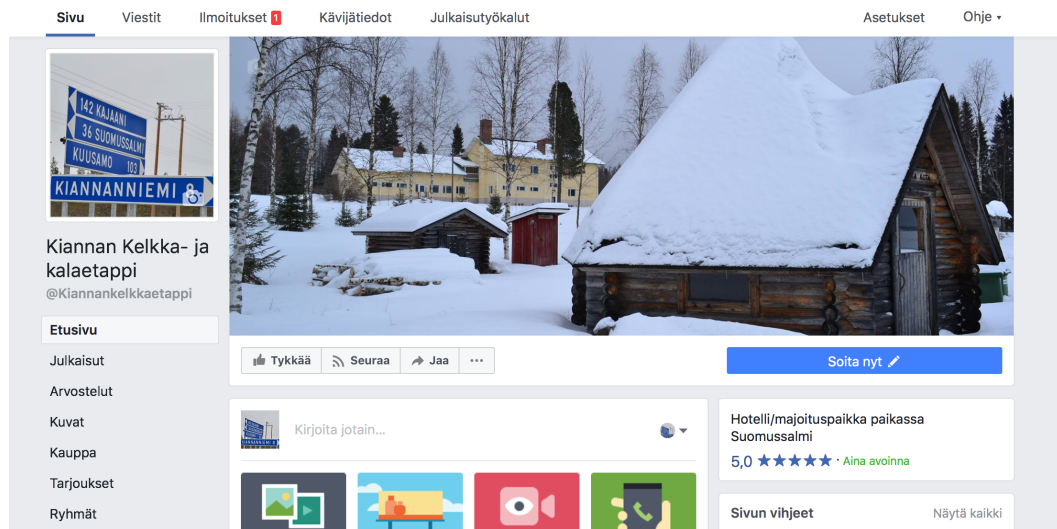 Sivu
Viestit
Ilmoitukset 1
Kävijätiedot
Julkaisutyökalut
Asetukset
Ohje
142 KAJAANI
36 SUOMUSSALMI
KUUSAMO 103
KIANNANNIEMI 8
Kiannan Kelkka- ja
kalaetappi
@Kiannankelkkaetappi
Etusivu
Julkaisut
Arvostelut
Kuvat
Kauppa
Tarjoukset
Ryhmät
Tykkää
Seuraa
Jaa
Soita nyt
Kirjoita jotain...
Hotelli/majoituspaikka paikassa
Suomussalmi
5,0 ★★★★★ · Aina avoinna
Sivun vihjeet
Näytä kaikki